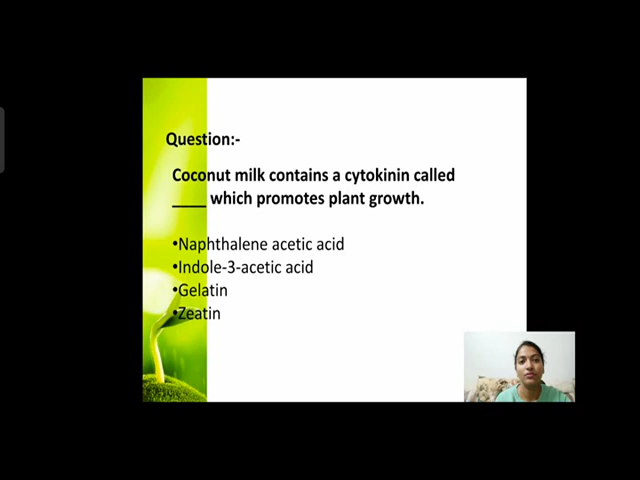 Question:-
Coconut milk contains a cytokinin called
____ which promotes plant growth.
•Naphthalene acetic acid
•Indole-3-acetic acid
•Gelatin
•Zeatin